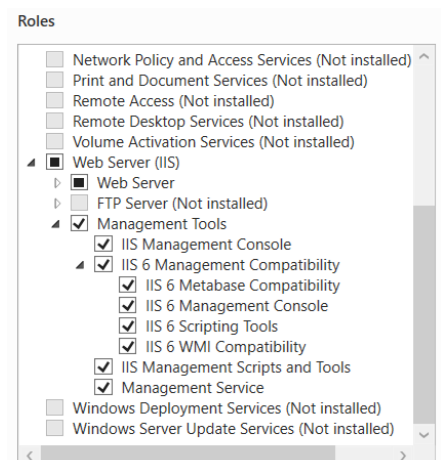 Roles
Network Policy and Access Services (Not installed)
Print and Document Services (Not installed)
Remote Access (Not installed)
Remote Desktop Services (Not installed)
Volume Activation Services (Not installed)
Web Server (IIS)
Web Server
FTP Server (Not installed)
Management Tools
IIS Management Console
IIS 6 Management Compatibility
IIS 6 Metabase Compatibility
IIS 6 Management Console
IIS 6 Scripting Tools
IIS 6 WMI Compatibility
IIS Management Scripts and Tools
Management Service
Windows Deployment Services (Not installed)
Windows Server Update Services (Not installed)